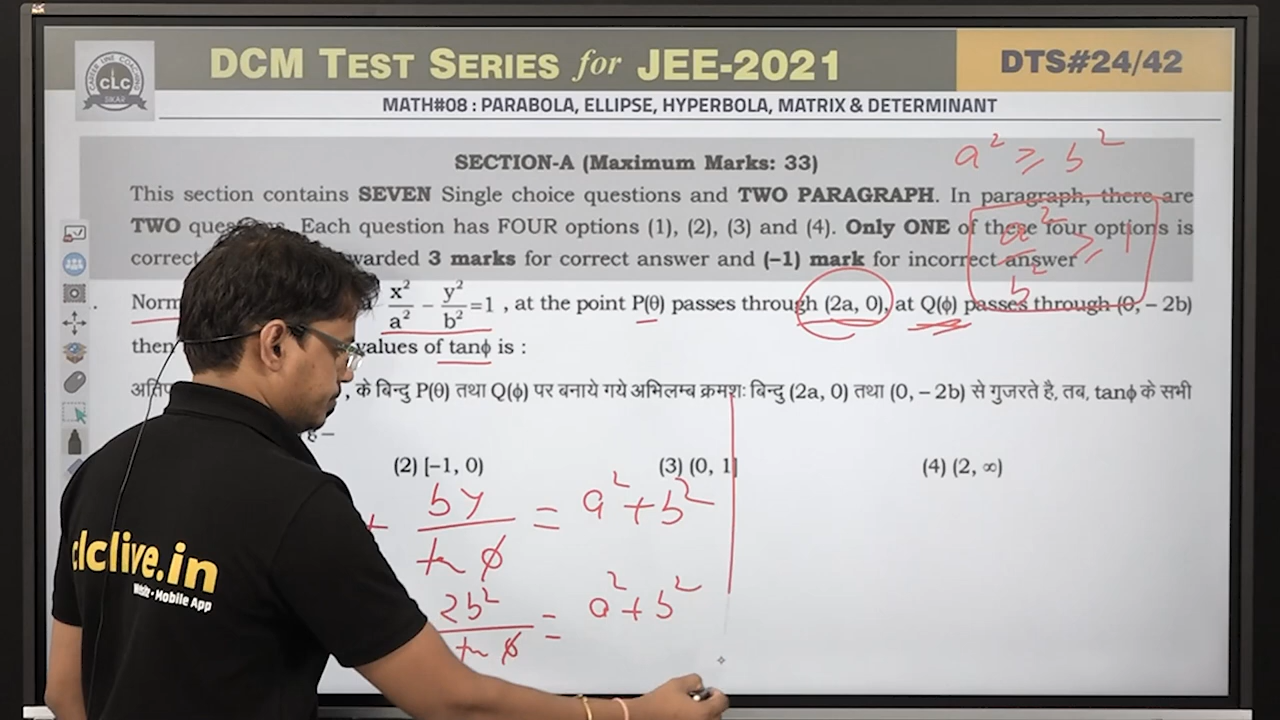 DCM TEST SERIES for JEE-2021
DTS#24/42
CAREER LINE COACHING
CLC
SIKAR
MATH#08 : PARABOLA, ELLIPSE, HYPERBOLA, MATRIX & DETERMINANT
a² ≥ b²
a²/b² ≥ 1
SECTION-A (Maximum Marks: 33)
This section contains SEVEN Single choice questions and TWO PARAGRAPH. In paragraph, there are
TWO Each question has FOUR options (1), (2), (3) and (4). Only ONE of these four options is
correct 3 marks for correct answer and (-1) mark for incorrect answer
x²/a² - y²/b² =1 , at the point P(θ) passes through (2a, 0), at Q(ϕ) passes through (0, - 2b)
then values of tanϕ is :
, के बिन्दु P(θ) तथा Q(ϕ) पर बनाये गये अभिलम्ब क्रमशः बिन्दु (2a, 0) तथा (0, - 2b) से गुजरते है, तब, tanϕ के सभी
(2) [-1, 0) (3) (0, 1] (4) (2, ∞)
+ by/tn ϕ = a² + b²
2b²/tn ϕ = a² + b²
clclive.in
Website • Mobile App